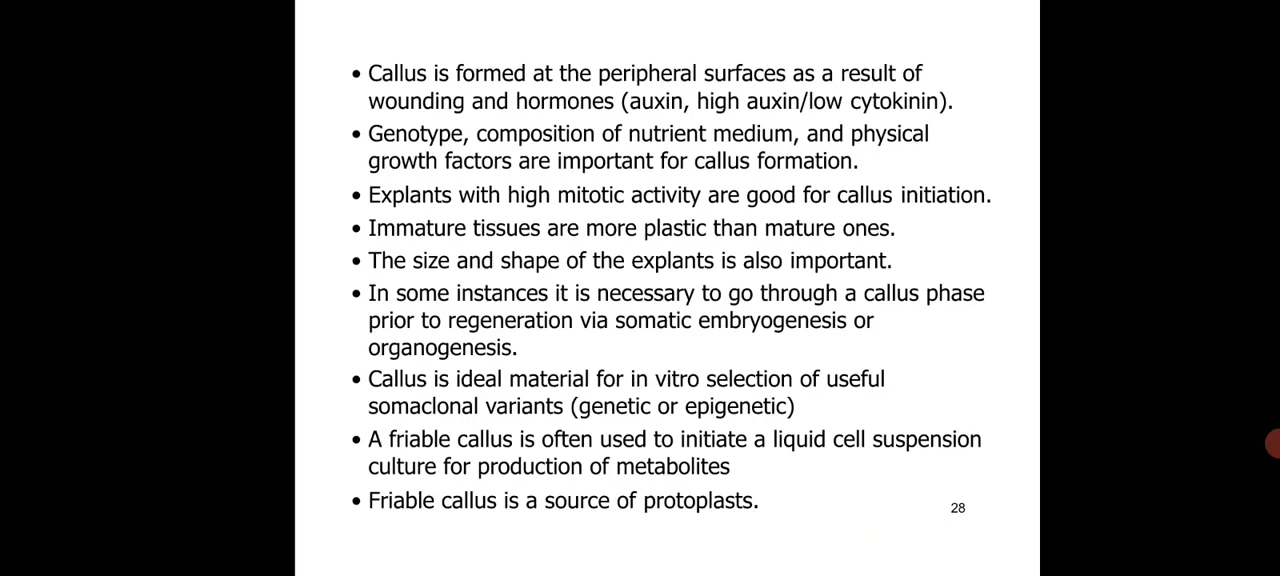 • Callus is formed at the peripheral surfaces as a result of
wounding and hormones (auxin, high auxin/low cytokinin).
• Genotype, composition of nutrient medium, and physical
growth factors are important for callus formation.
• Explants with high mitotic activity are good for callus initiation.
• Immature tissues are more plastic than mature ones.
• The size and shape of the explants is also important.
• In some instances it is necessary to go through a callus phase
prior to regeneration via somatic embryogenesis or
organogenesis.
• Callus is ideal material for in vitro selection of useful
somaclonal variants (genetic or epigenetic)
• A friable callus is often used to initiate a liquid cell suspension
culture for production of metabolites
• Friable callus is a source of protoplasts.
28